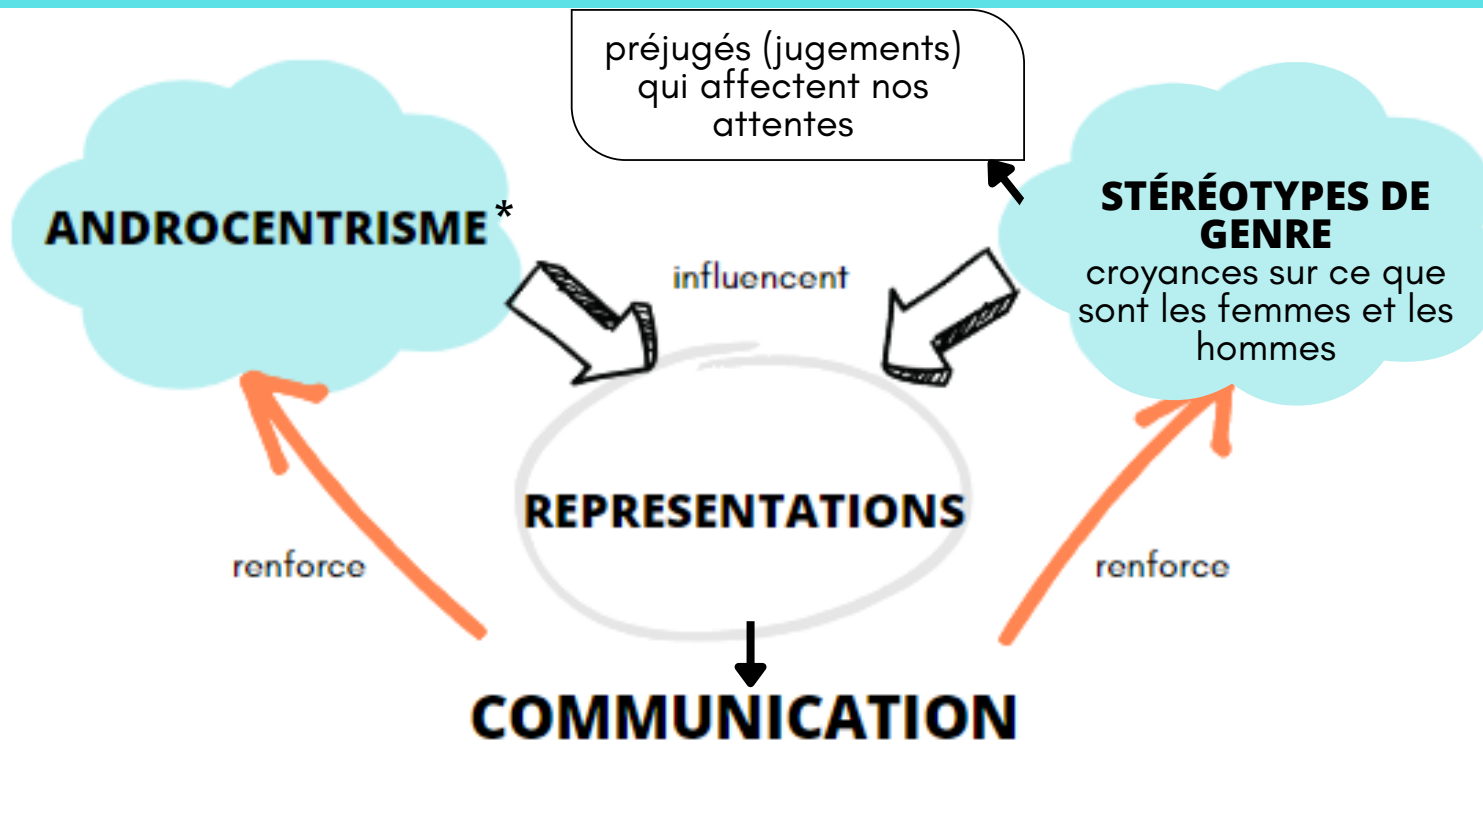 préjugés (jugements)
qui affectent nos
attentes
ANDROCENTRISME*
STÉRÉOTYPES DE
GENRE
croyances sur ce que
sont les femmes et les
hommes
influencent
REPRESENTATIONS
renforce
renforce
COMMUNICATION